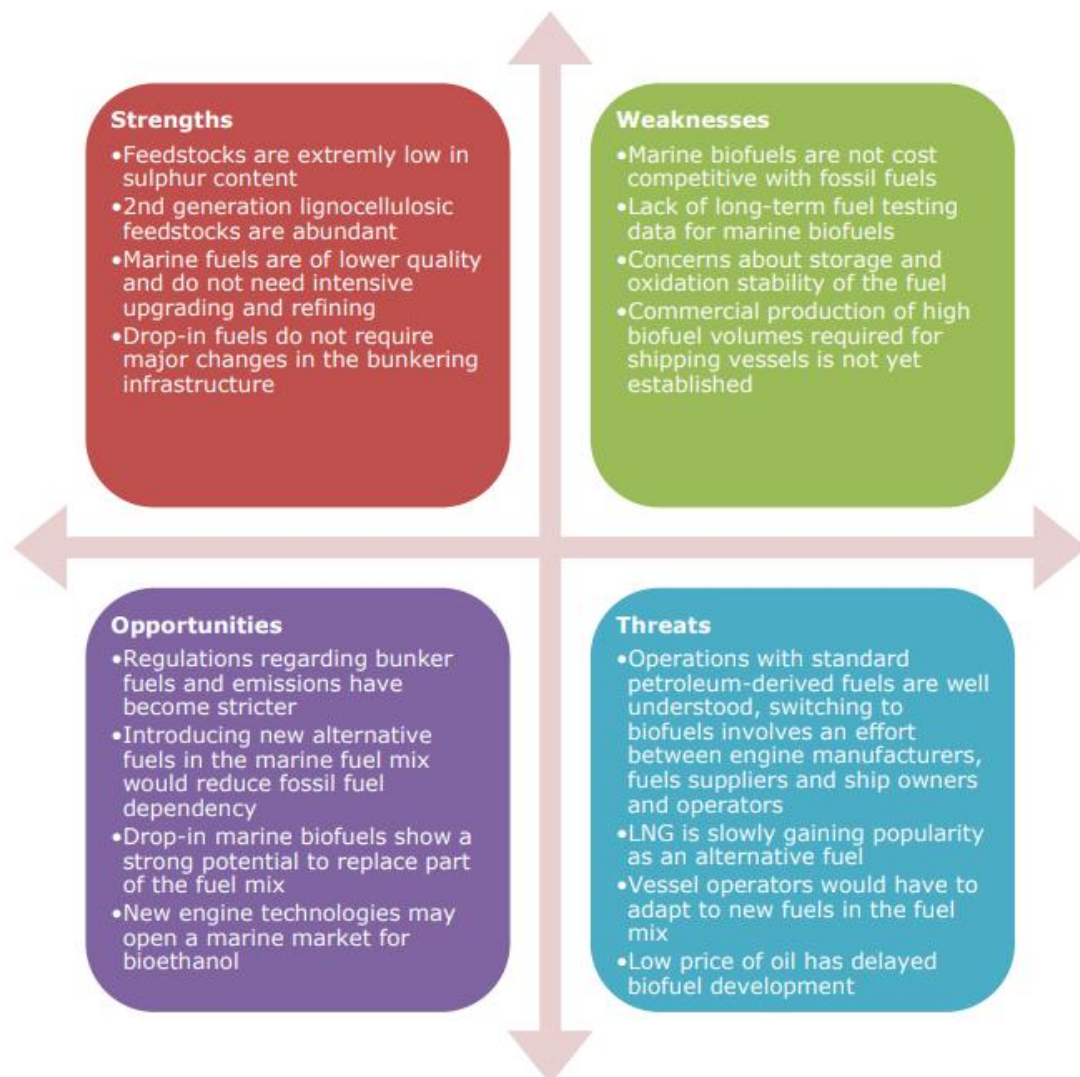 Strengths
•Feedstocks are extremly low in
sulphur content
•2nd generation lignocellulosic
feedstocks are abundant
•Marine fuels are of lower quality
and do not need intensive
upgrading and refining
•Drop-in fuels do not require
major changes in the bunkering
infrastructure
Weaknesses
•Marine biofuels are not cost
competitive with fossil fuels
•Lack of long-term fuel testing
data for marine biofuels
•Concerns about storage and
oxidation stability of the fuel
•Commercial production of high
biofuel volumes required for
shipping vessels is not yet
established
Opportunities
•Regulations regarding bunker
fuels and emissions have
become stricter
•Introducing new alternative
fuels in the marine fuel mix
would reduce fossil fuel
dependency
•Drop-in marine biofuels show a
strong potential to replace part
of the fuel mix
•New engine technologies may
open a marine market for
bioethanol
Threats
•Operations with standard
petroleum-derived fuels are well
understood, switching to
biofuels involves an effort
between engine manufacturers,
fuels suppliers and ship owners
and operators
•LNG is slowly gaining popularity
as an alternative fuel
•Vessel operators would have to
adapt to new fuels in the fuel
mix
•Low price of oil has delayed
biofuel development